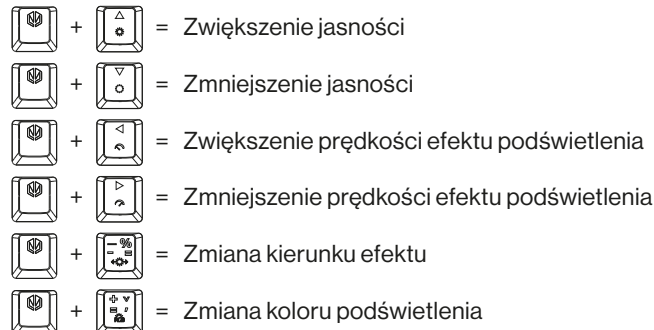 + = Zwiększenie jasności
+ = Zmniejszenie jasności
+ = Zwiększenie prędkości efektu podświetlenia
+ = Zmniejszenie prędkości efektu podświetlenia
+ = Zmiana kierunku efektu
+ = Zmiana koloru podświetlenia